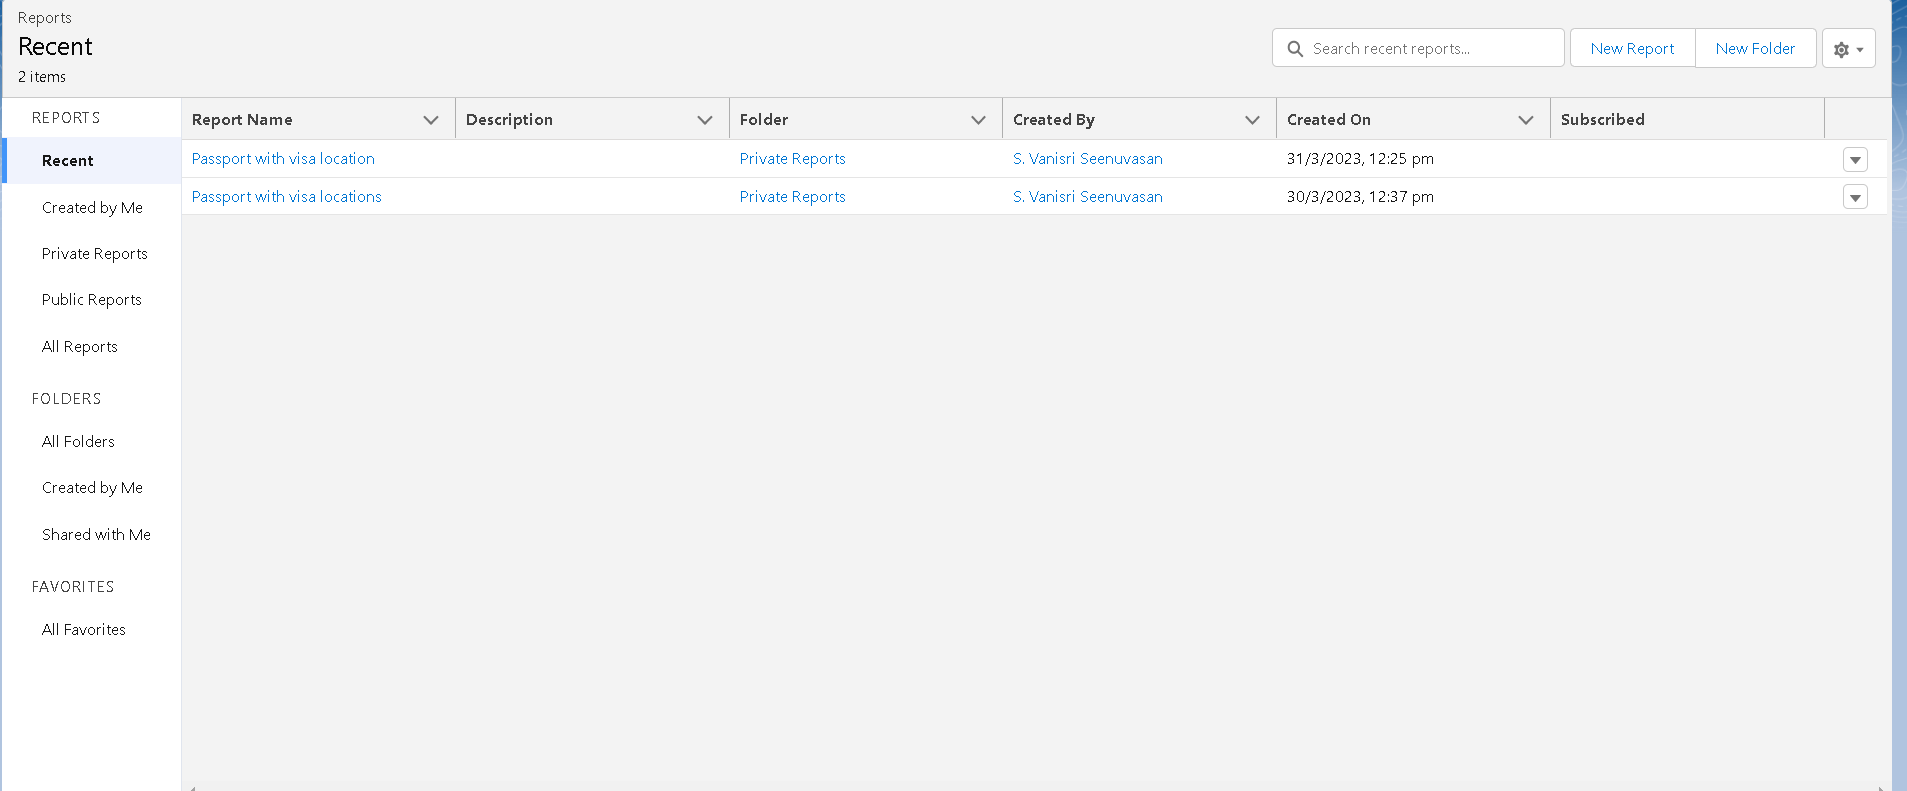 Reports
Recent
2 items
Search recent reports...
New Report
New Folder
REPORTS
Recent
Created by Me
Private Reports
Public Reports
All Reports
FOLDERS
All Folders
Created by Me
Shared with Me
FAVORITES
All Favorites
Report Name Description Folder Created By Created On Subscribed
Passport with visa location Private Reports S. Vanisri Seenuvasan 31/3/2023, 12:25 pm
Passport with visa locations Private Reports S. Vanisri Seenuvasan 30/3/2023, 12:37 pm